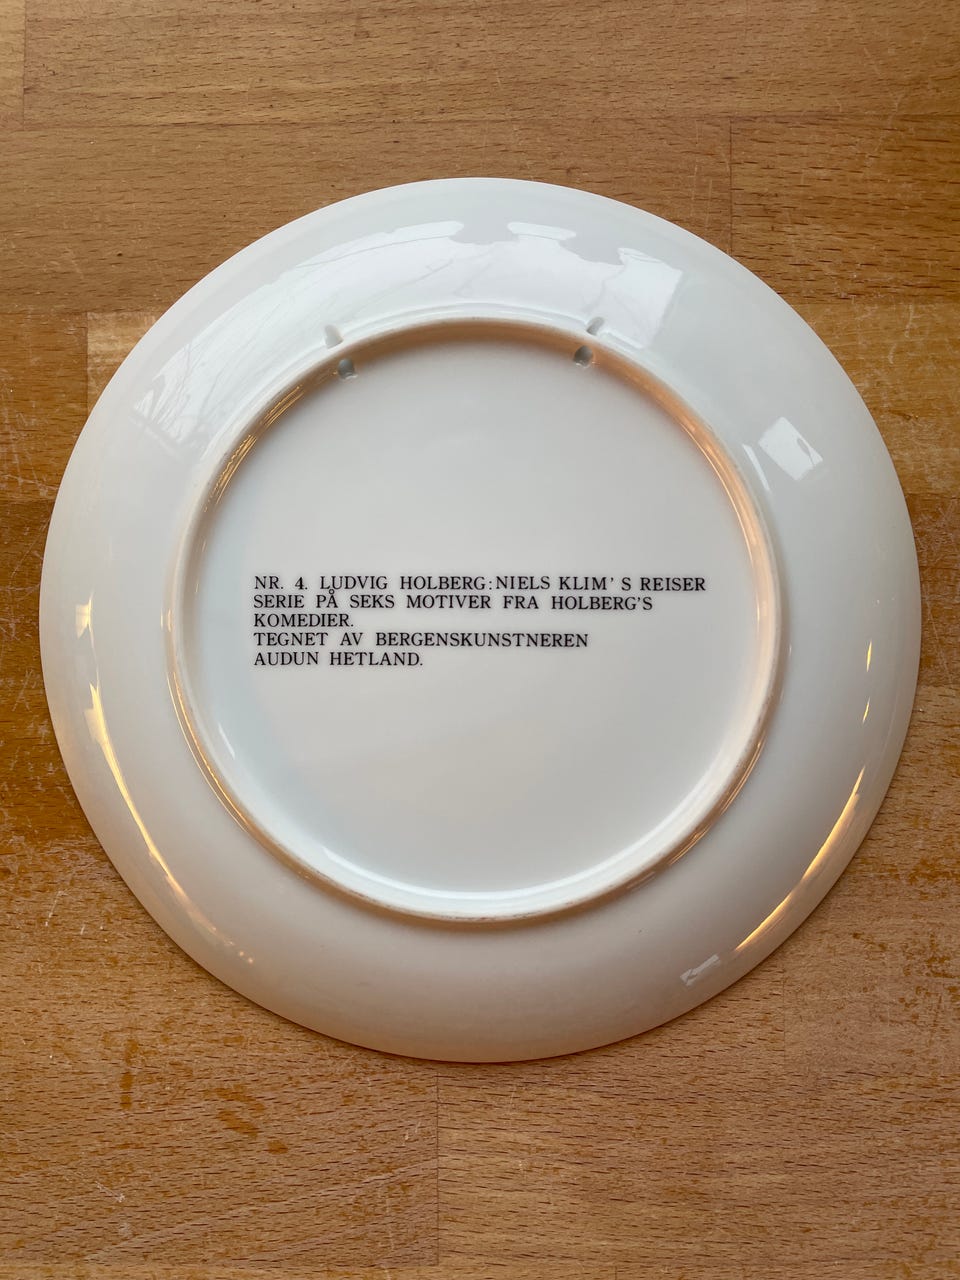 NR. 4. LUDVIG HOLBERG: NIELS KLIM' S REISER
SERIE PÅ SEKS MOTIVER FRA HOLBERG'S
KOMEDIER.
TEGNET AV BERGENSKUNSTNEREN
AUDUN HETLAND.